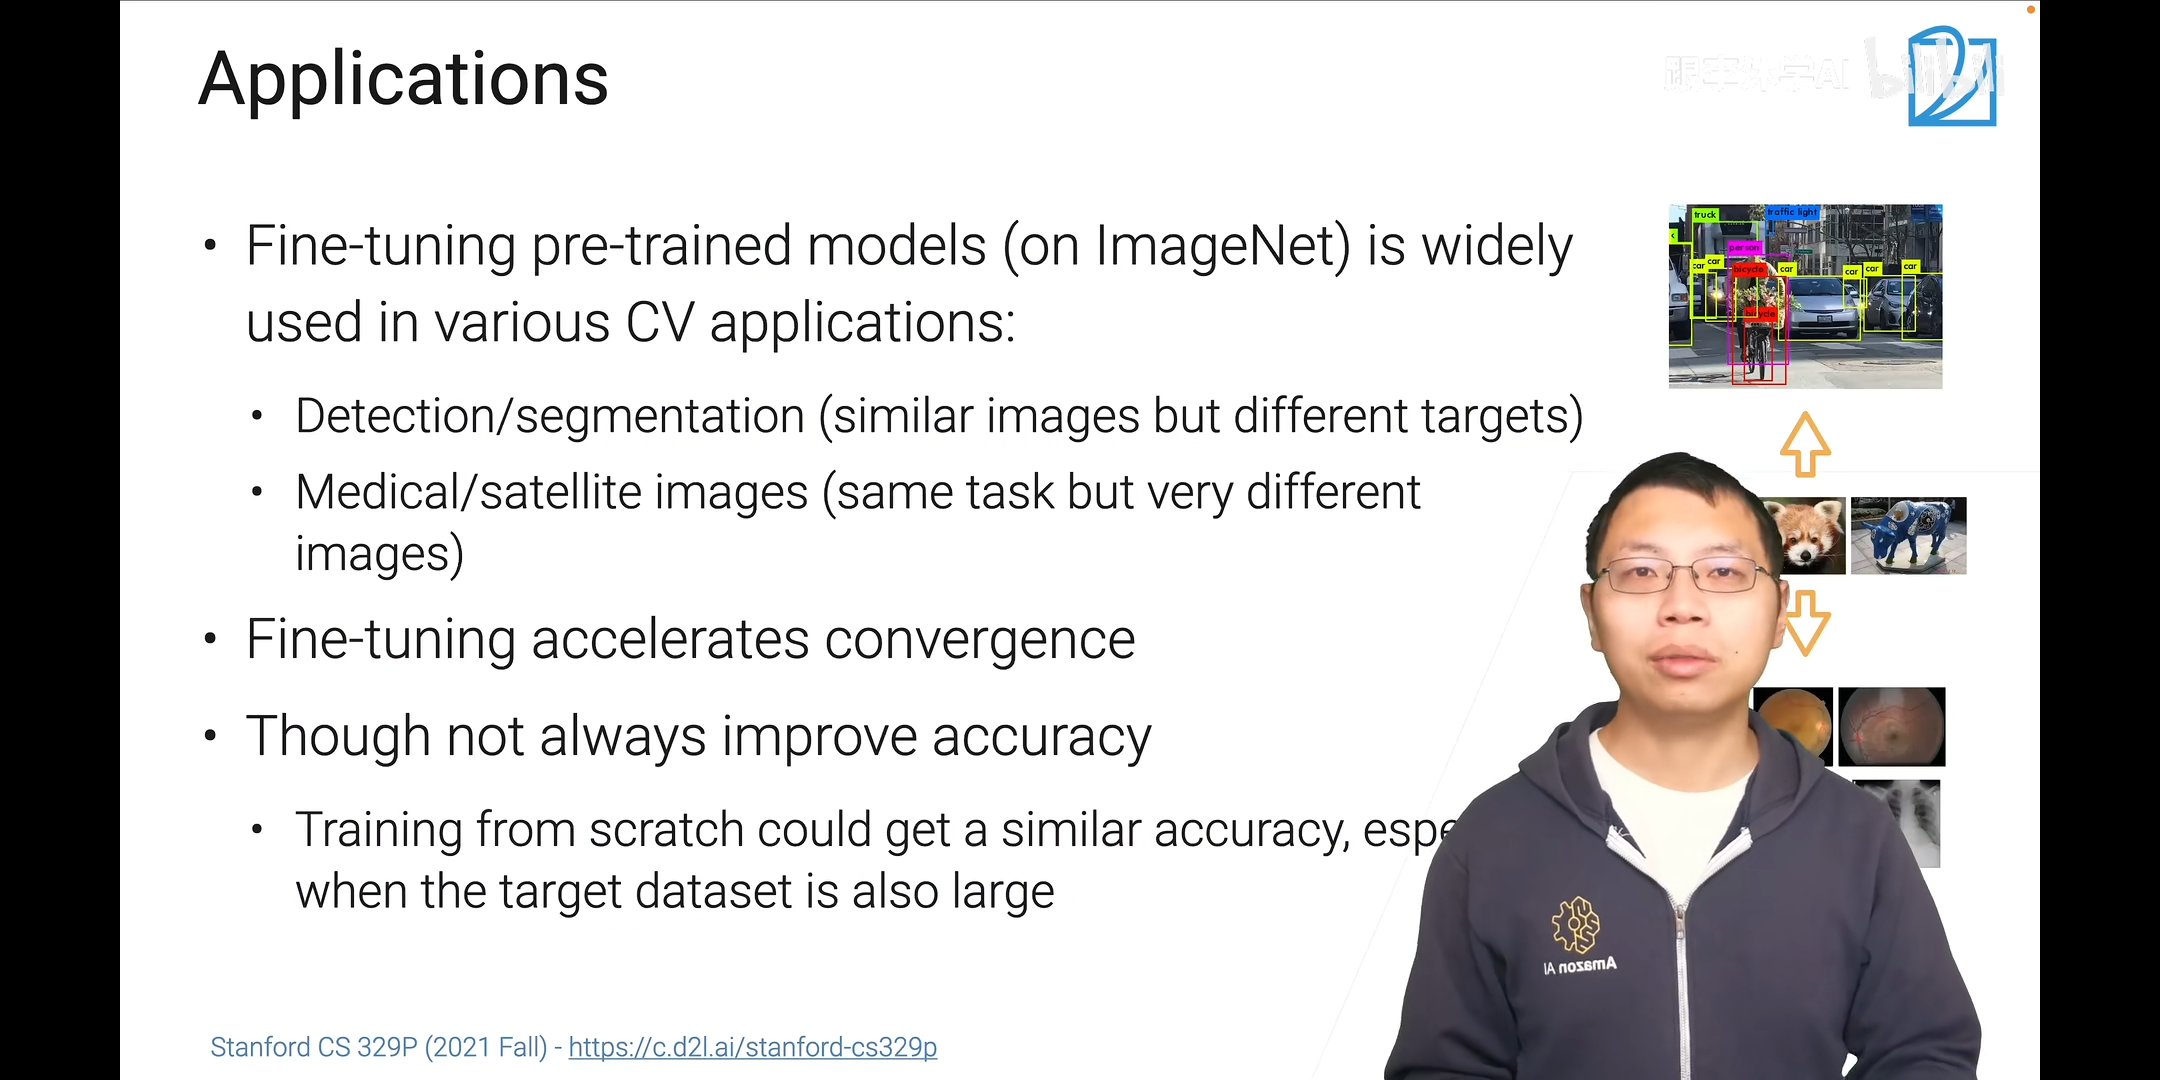 Applications
跟李沐学AI bilibili
• Fine-tuning pre-trained models (on ImageNet) is widely
used in various CV applications:
• Detection/segmentation (similar images but different targets)
• Medical/satellite images (same task but very different
images)
• Fine-tuning accelerates convergence
• Though not always improve accuracy
• Training from scratch could get a similar accuracy, espe
when the target dataset is also large
truck
traffic light
person
car
car
bicycle
car
car
car
car
bicycle
Amazon AI
Stanford CS 329P (2021 Fall) - https://c.d2l.ai/stanford-cs329p